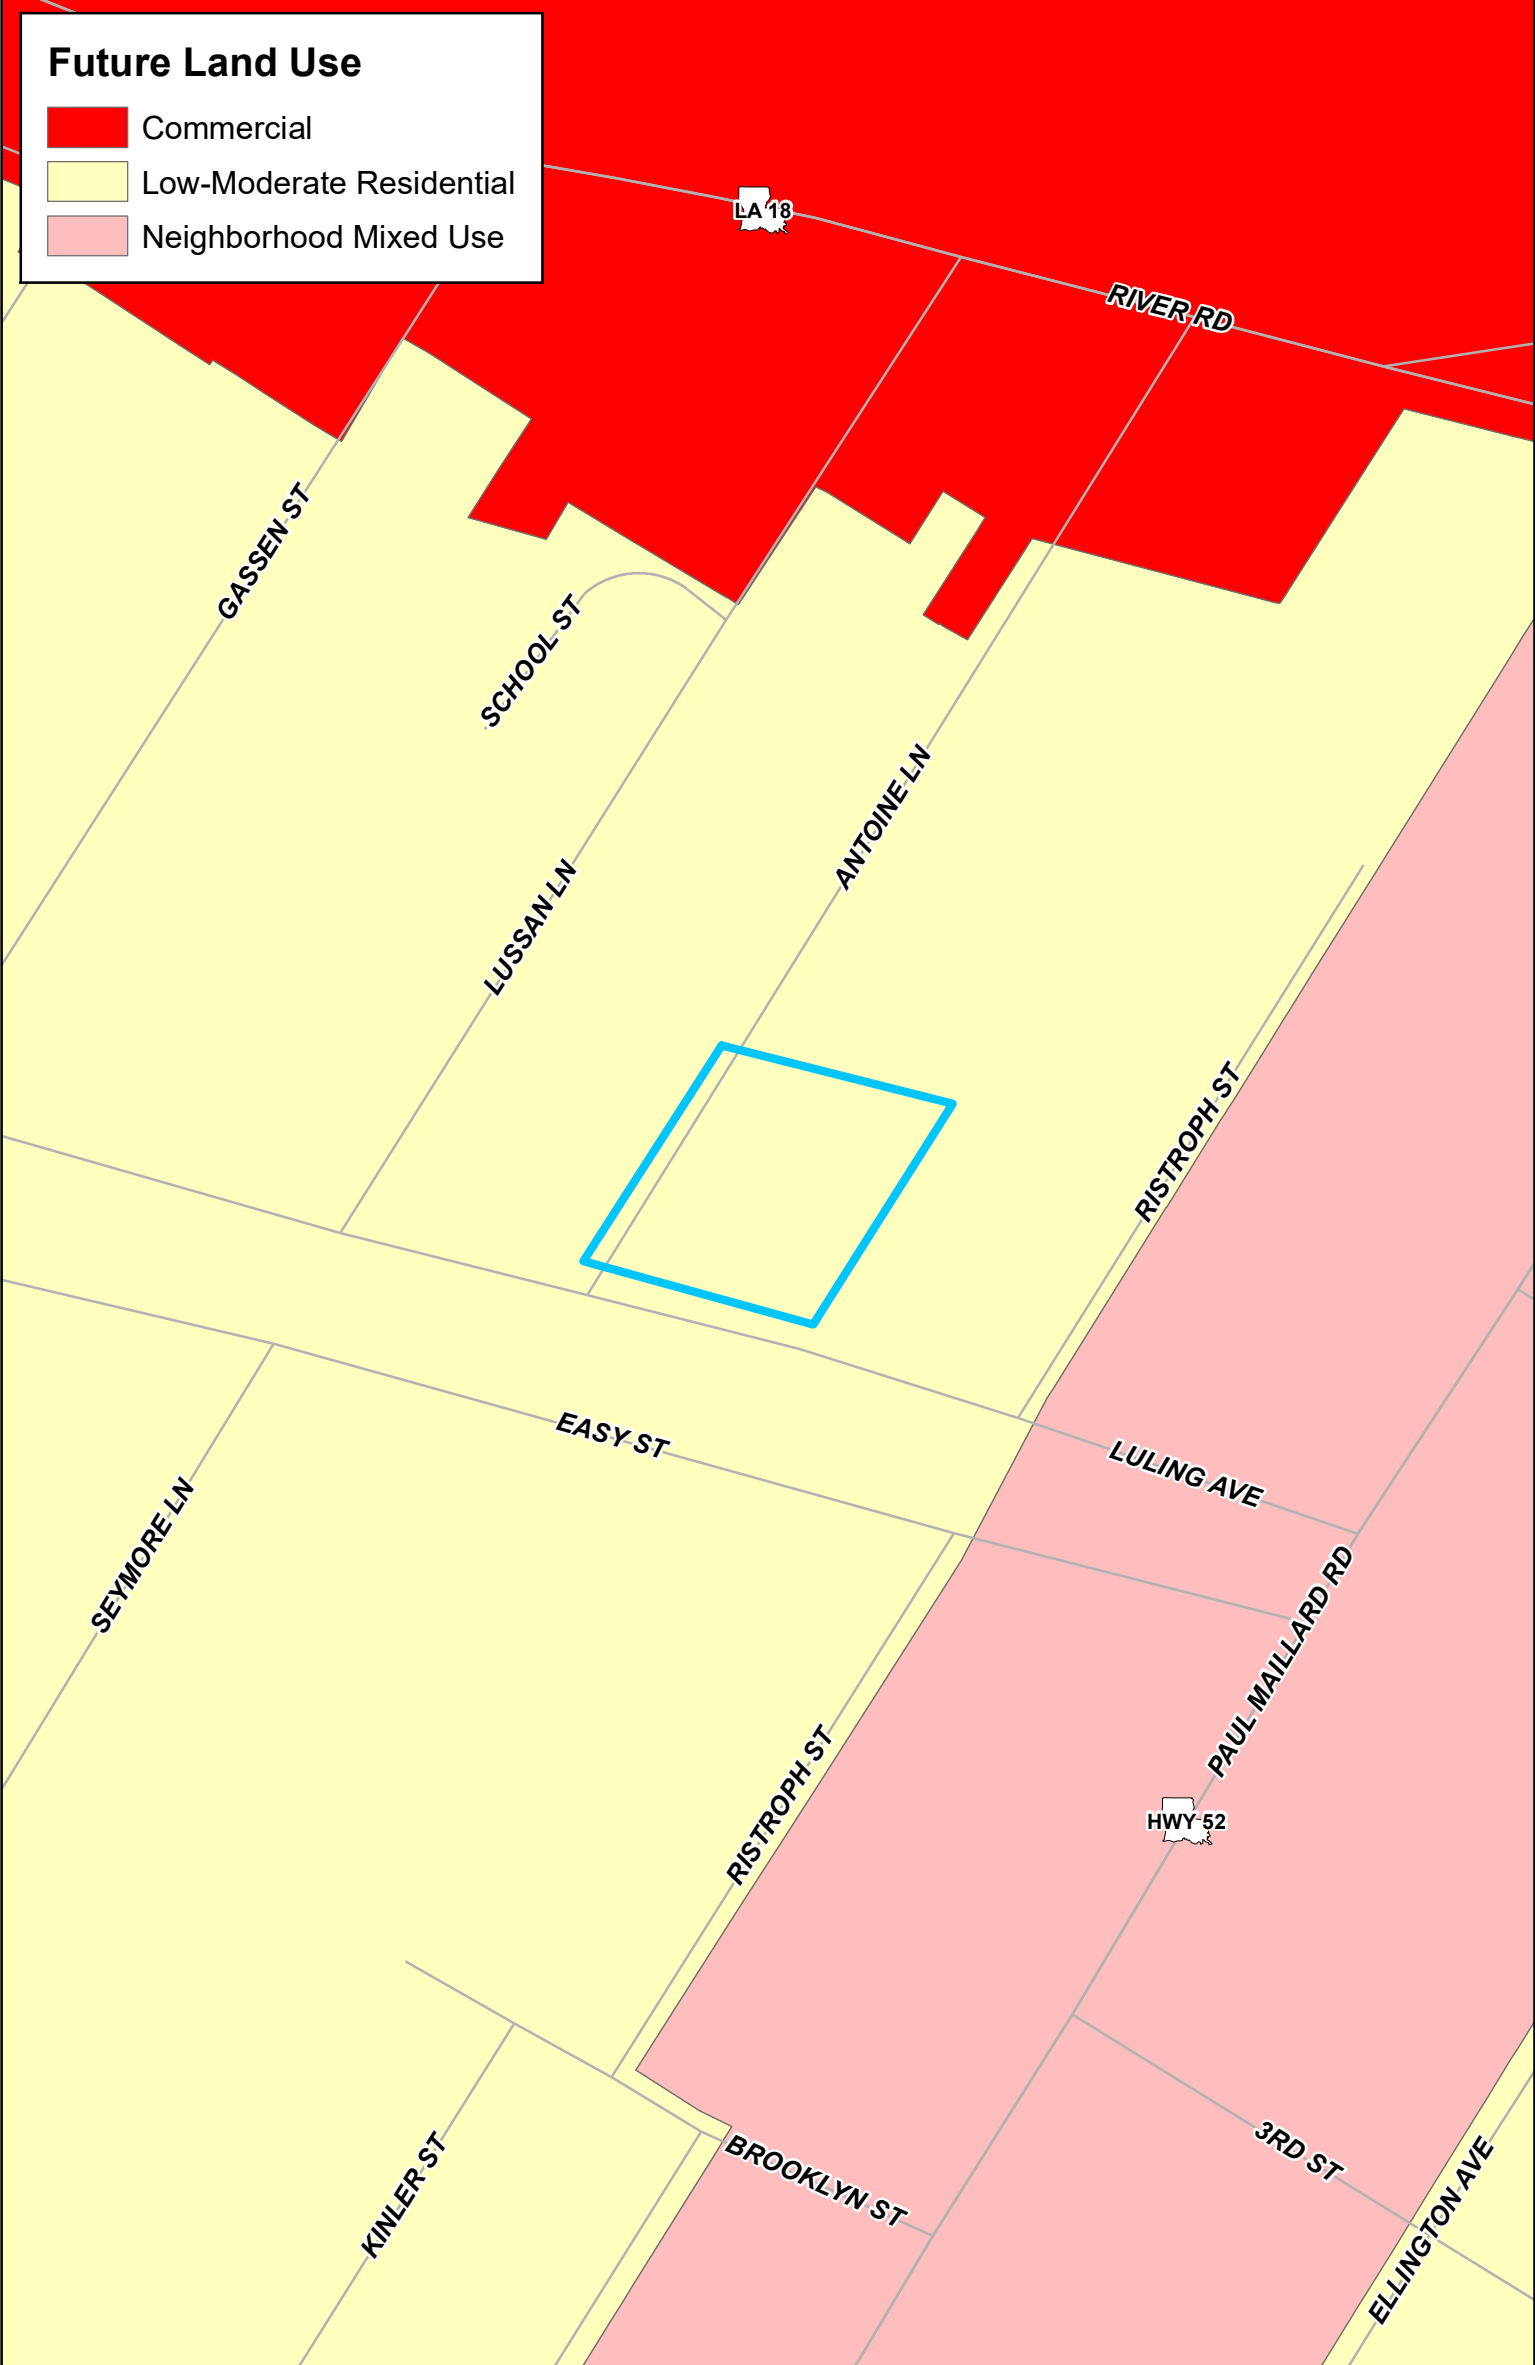 Future Land Use
Commercial
Low-Moderate Residential
Neighborhood Mixed Use
LA 18
RIVER RD
GASSEN ST
SCHOOL ST
ANTOINE LN
LUSSAN LN
RISTROPH ST
EASY ST
LULING AVE
SEYMORE LN
PAUL MAILLARD RD
RISTROPH ST
HWY 52
BROOKLYN ST
3RD ST
KINLER ST
ELLINGTON AVE